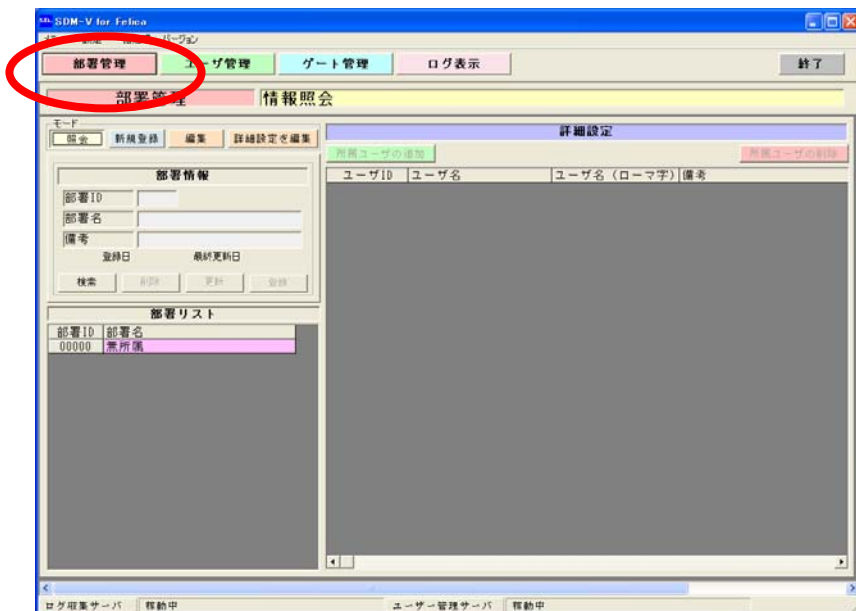 SDM-V for Felica
バージョン
部署管理 ユーザ管理 ゲート管理 ログ表示 終了
部署管理 情報照会
モード
照会 新規登録 編集 詳細設定を編集
詳細設定
所属ユーザの追加 所属ユーザの削除
ユーザID ユーザ名 ユーザ名(ローマ字) 備考
部署情報
部署ID
部署名
備考
登録日 最終更新日
検索 削除 更新 登録
部署リスト
部署ID 部署名
00000 無所属
ログ収集サーバ 稼動中 ユーザー管理サーバ 稼動中